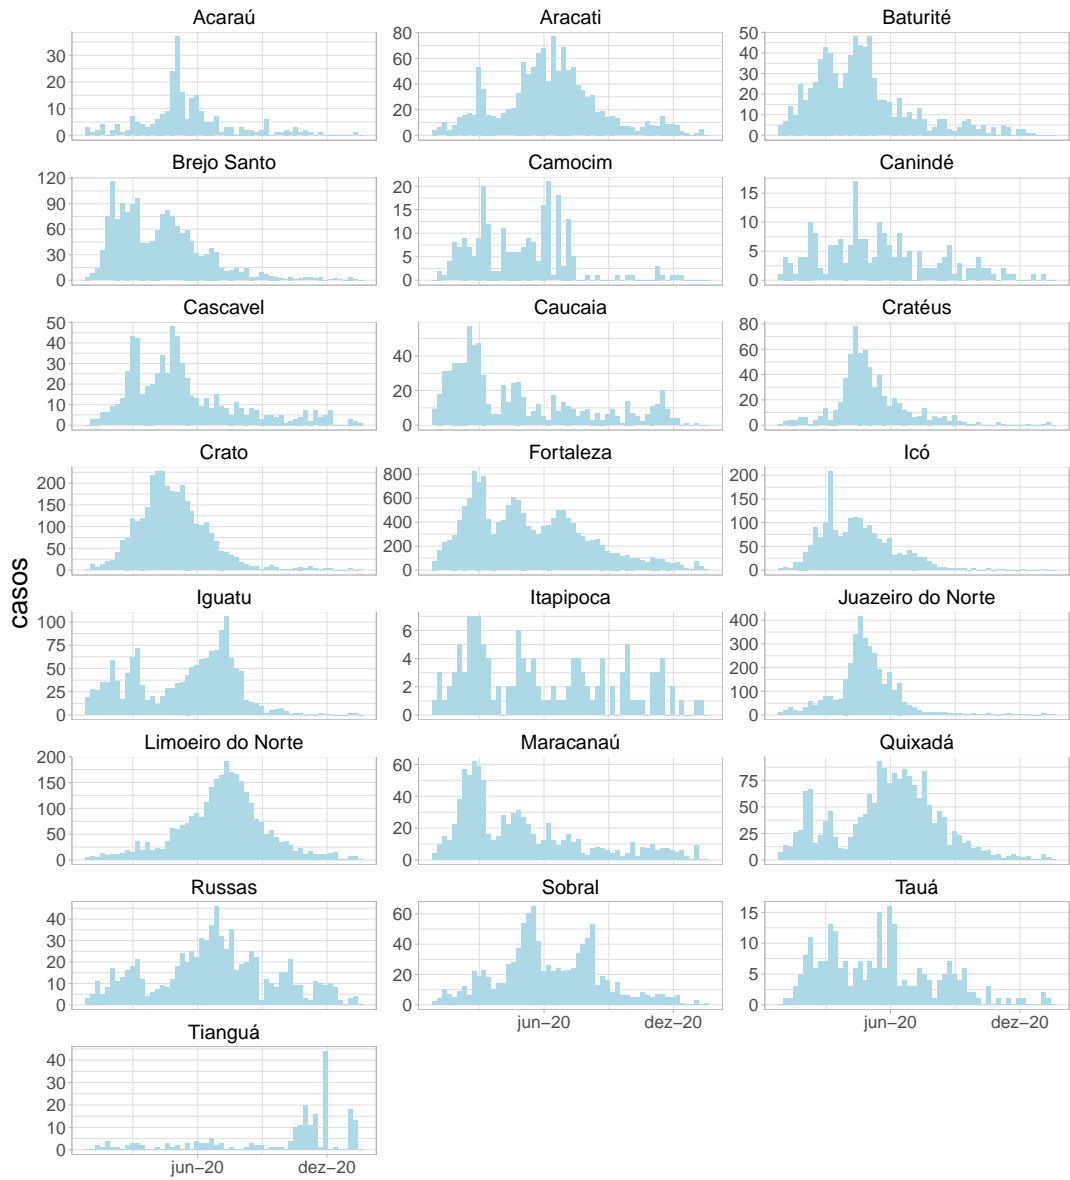 Acaraú Aracati Baturité
30 80 50
20 60 40
10 40 30
0 20 20
0 10
0
Brejo Santo Camocim Canindé
120 20 15
90 15 10
60 10 5
30 5 0
0 0
Cascavel Caucaia Cratéus
50 40 80
40 20 60
30 0 40
20 20
10 0
0
Crato Fortaleza Icó
200 800 200
150 600 150
100 400 100
50 200 50
0 0 0
casos
Iguatu Itapipoca Juazeiro do Norte
100 6 400
75 4 300
50 2 200
25 0 100
0 0
Limoeiro do Norte Maracanaú Quixadá
200 60 75
150 40 50
100 20 25
50 0 0
0
Russas Sobral Tauá
40 60 15
30 40 10
20 20 5
10 0 0
0
jun–20 dez–20 jun–20 dez–20
Tianguá
40
30
20
10
0
jun–20 dez–20